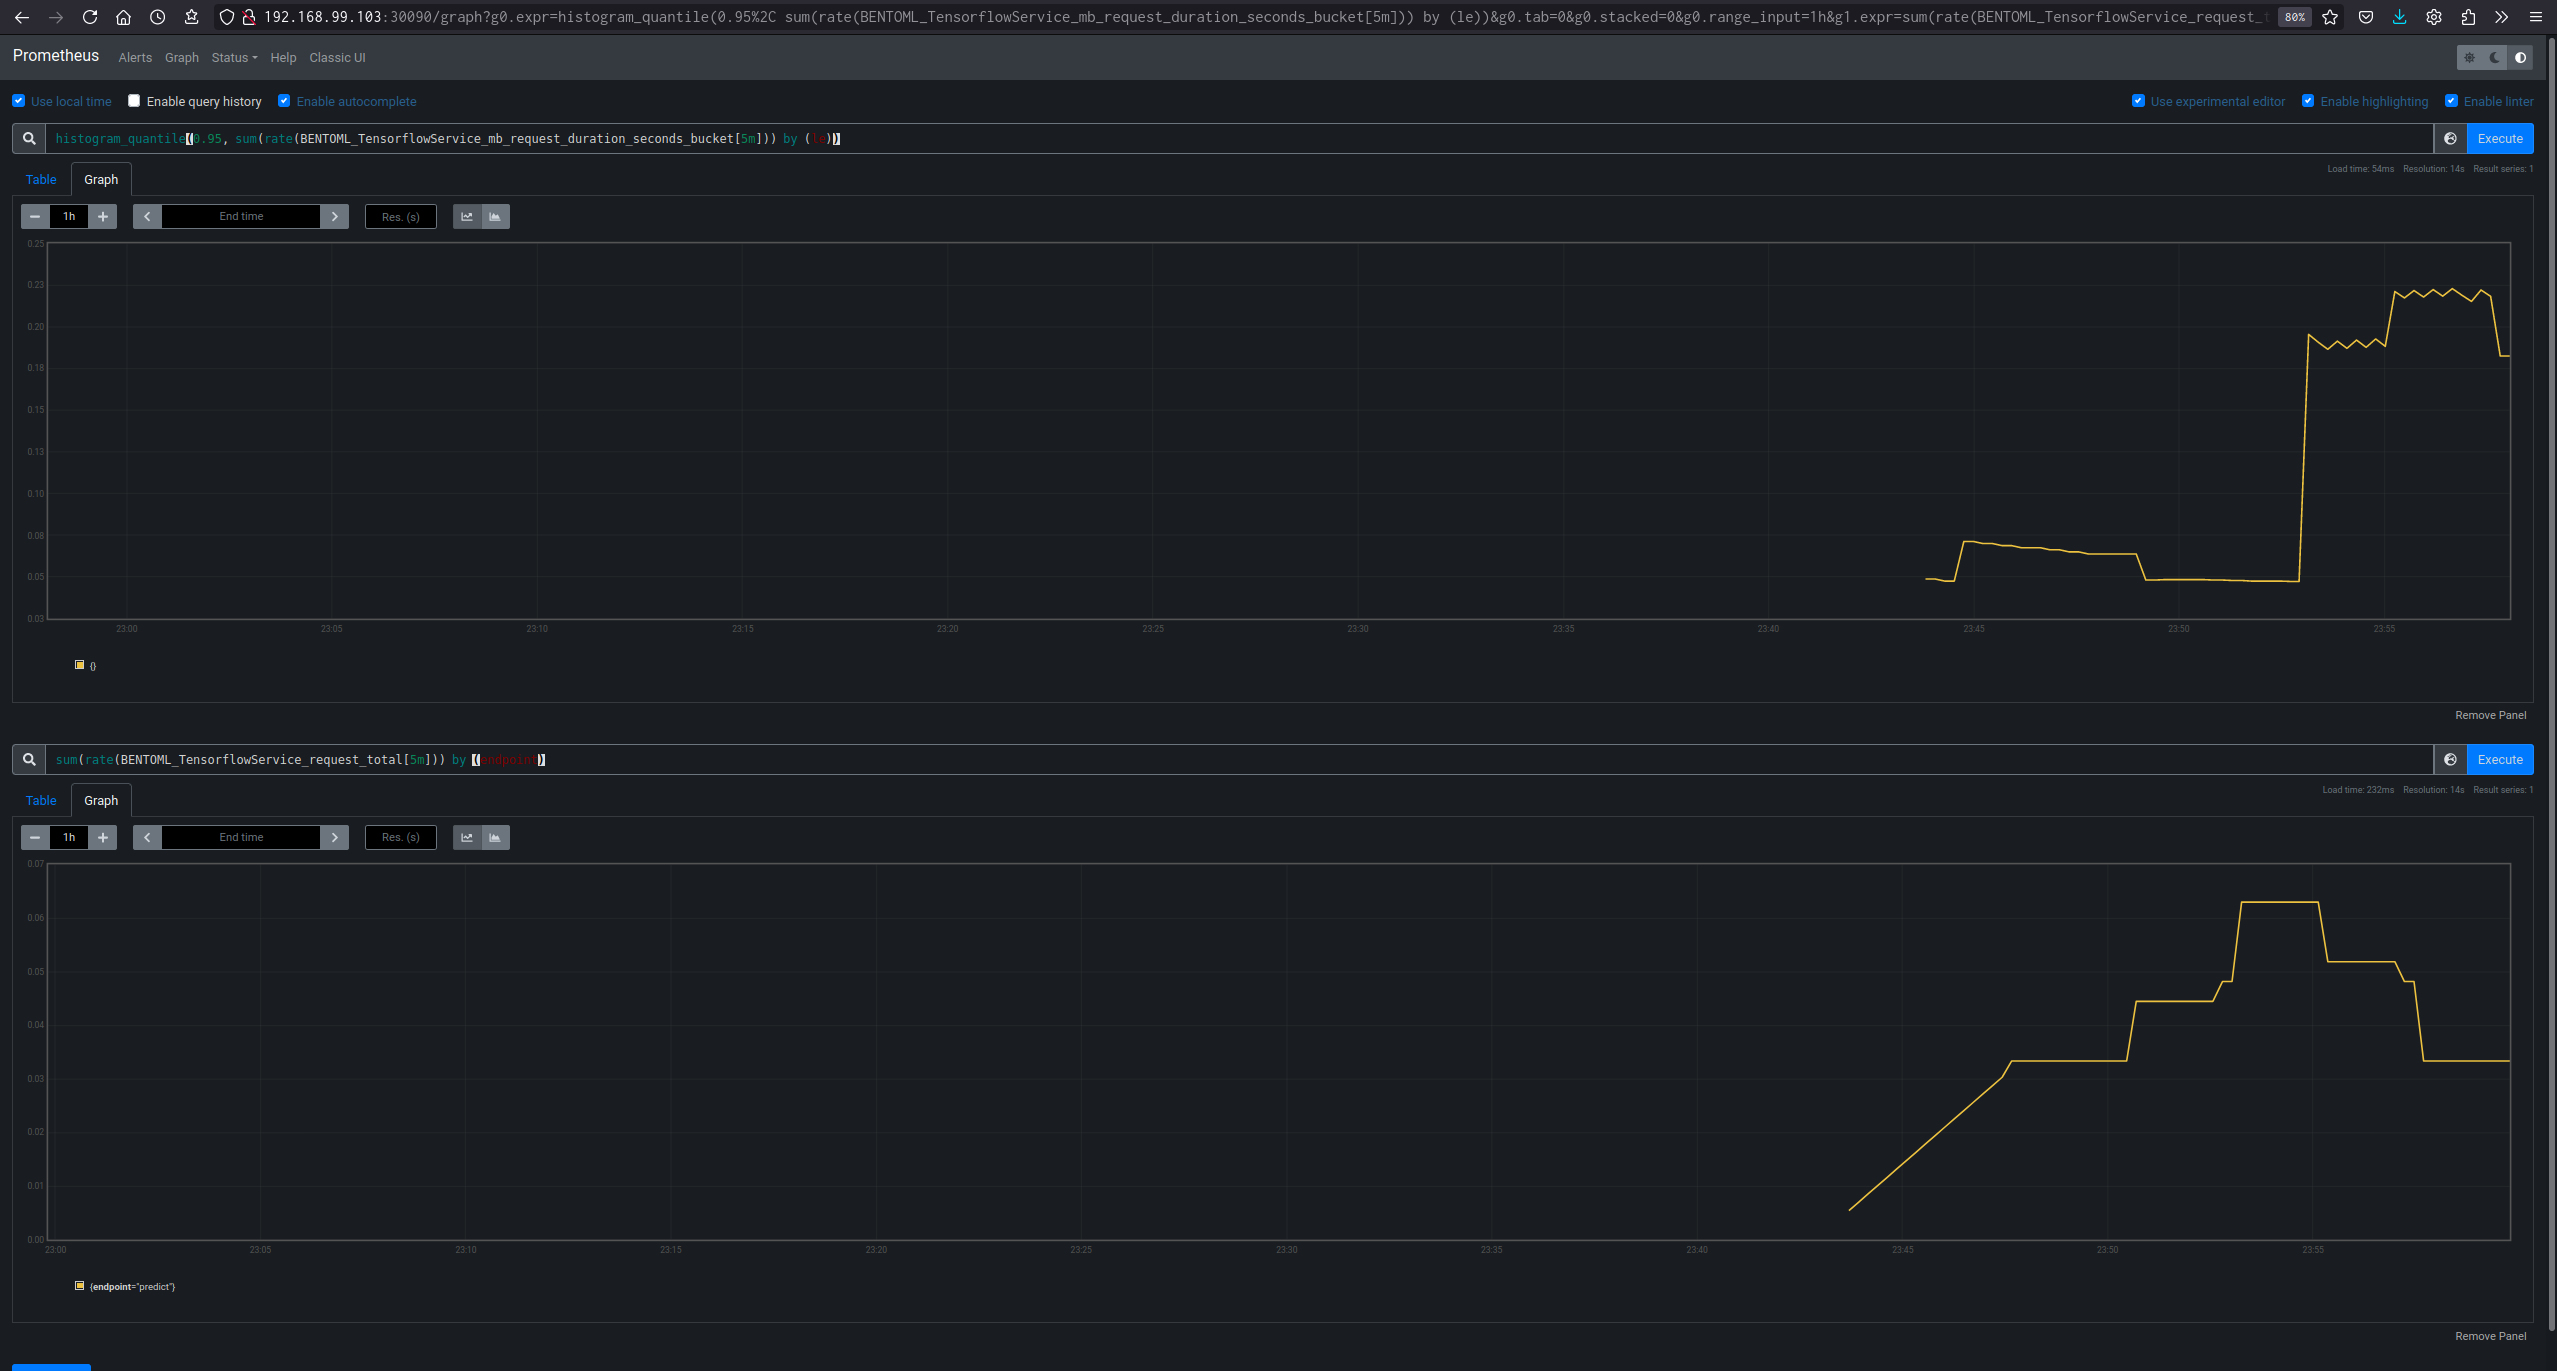 192.168.99.103:30090/graph?g0.expr=histogram_quantile(0.95%2C sum(rate(BENTOML_TensorflowService_mb_request_duration_seconds_bucket[5m])) by (le))&g0.tab=0&g0.stacked=0&g0.range_input=1h&g1.expr=sum(rate(BENTOML_TensorflowService_request_ 80%
Prometheus Alerts Graph Status Help Classic UI
Use local time Enable query history Enable autocomplete Use experimental editor Enable highlighting Enable linter
histogram_quantile(0.95, sum(rate(BENTOML_TensorflowService_mb_request_duration_seconds_bucket[5m])) by (le)) Execute
Table Graph Load time: 54ms Resolution: 14s Result series: 1
1h End time Res. (s)
0.25
0.23
0.20
0.18
0.15
0.13
0.10
0.08
0.05
0.03
23:00 23:05 23:10 23:15 23:20 23:25 23:30 23:35 23:40 23:45 23:50 23:55
{}
Remove Panel
sum(rate(BENTOML_TensorflowService_request_total[5m])) by (endpoint) Execute
Table Graph Load time: 232ms Resolution: 14s Result series: 1
1h End time Res. (s)
0.07
0.06
0.05
0.04
0.03
0.02
0.01
0.00
23:00 23:05 23:10 23:15 23:20 23:25 23:30 23:35 23:40 23:45 23:50 23:55
{endpoint="predict"}
Remove Panel